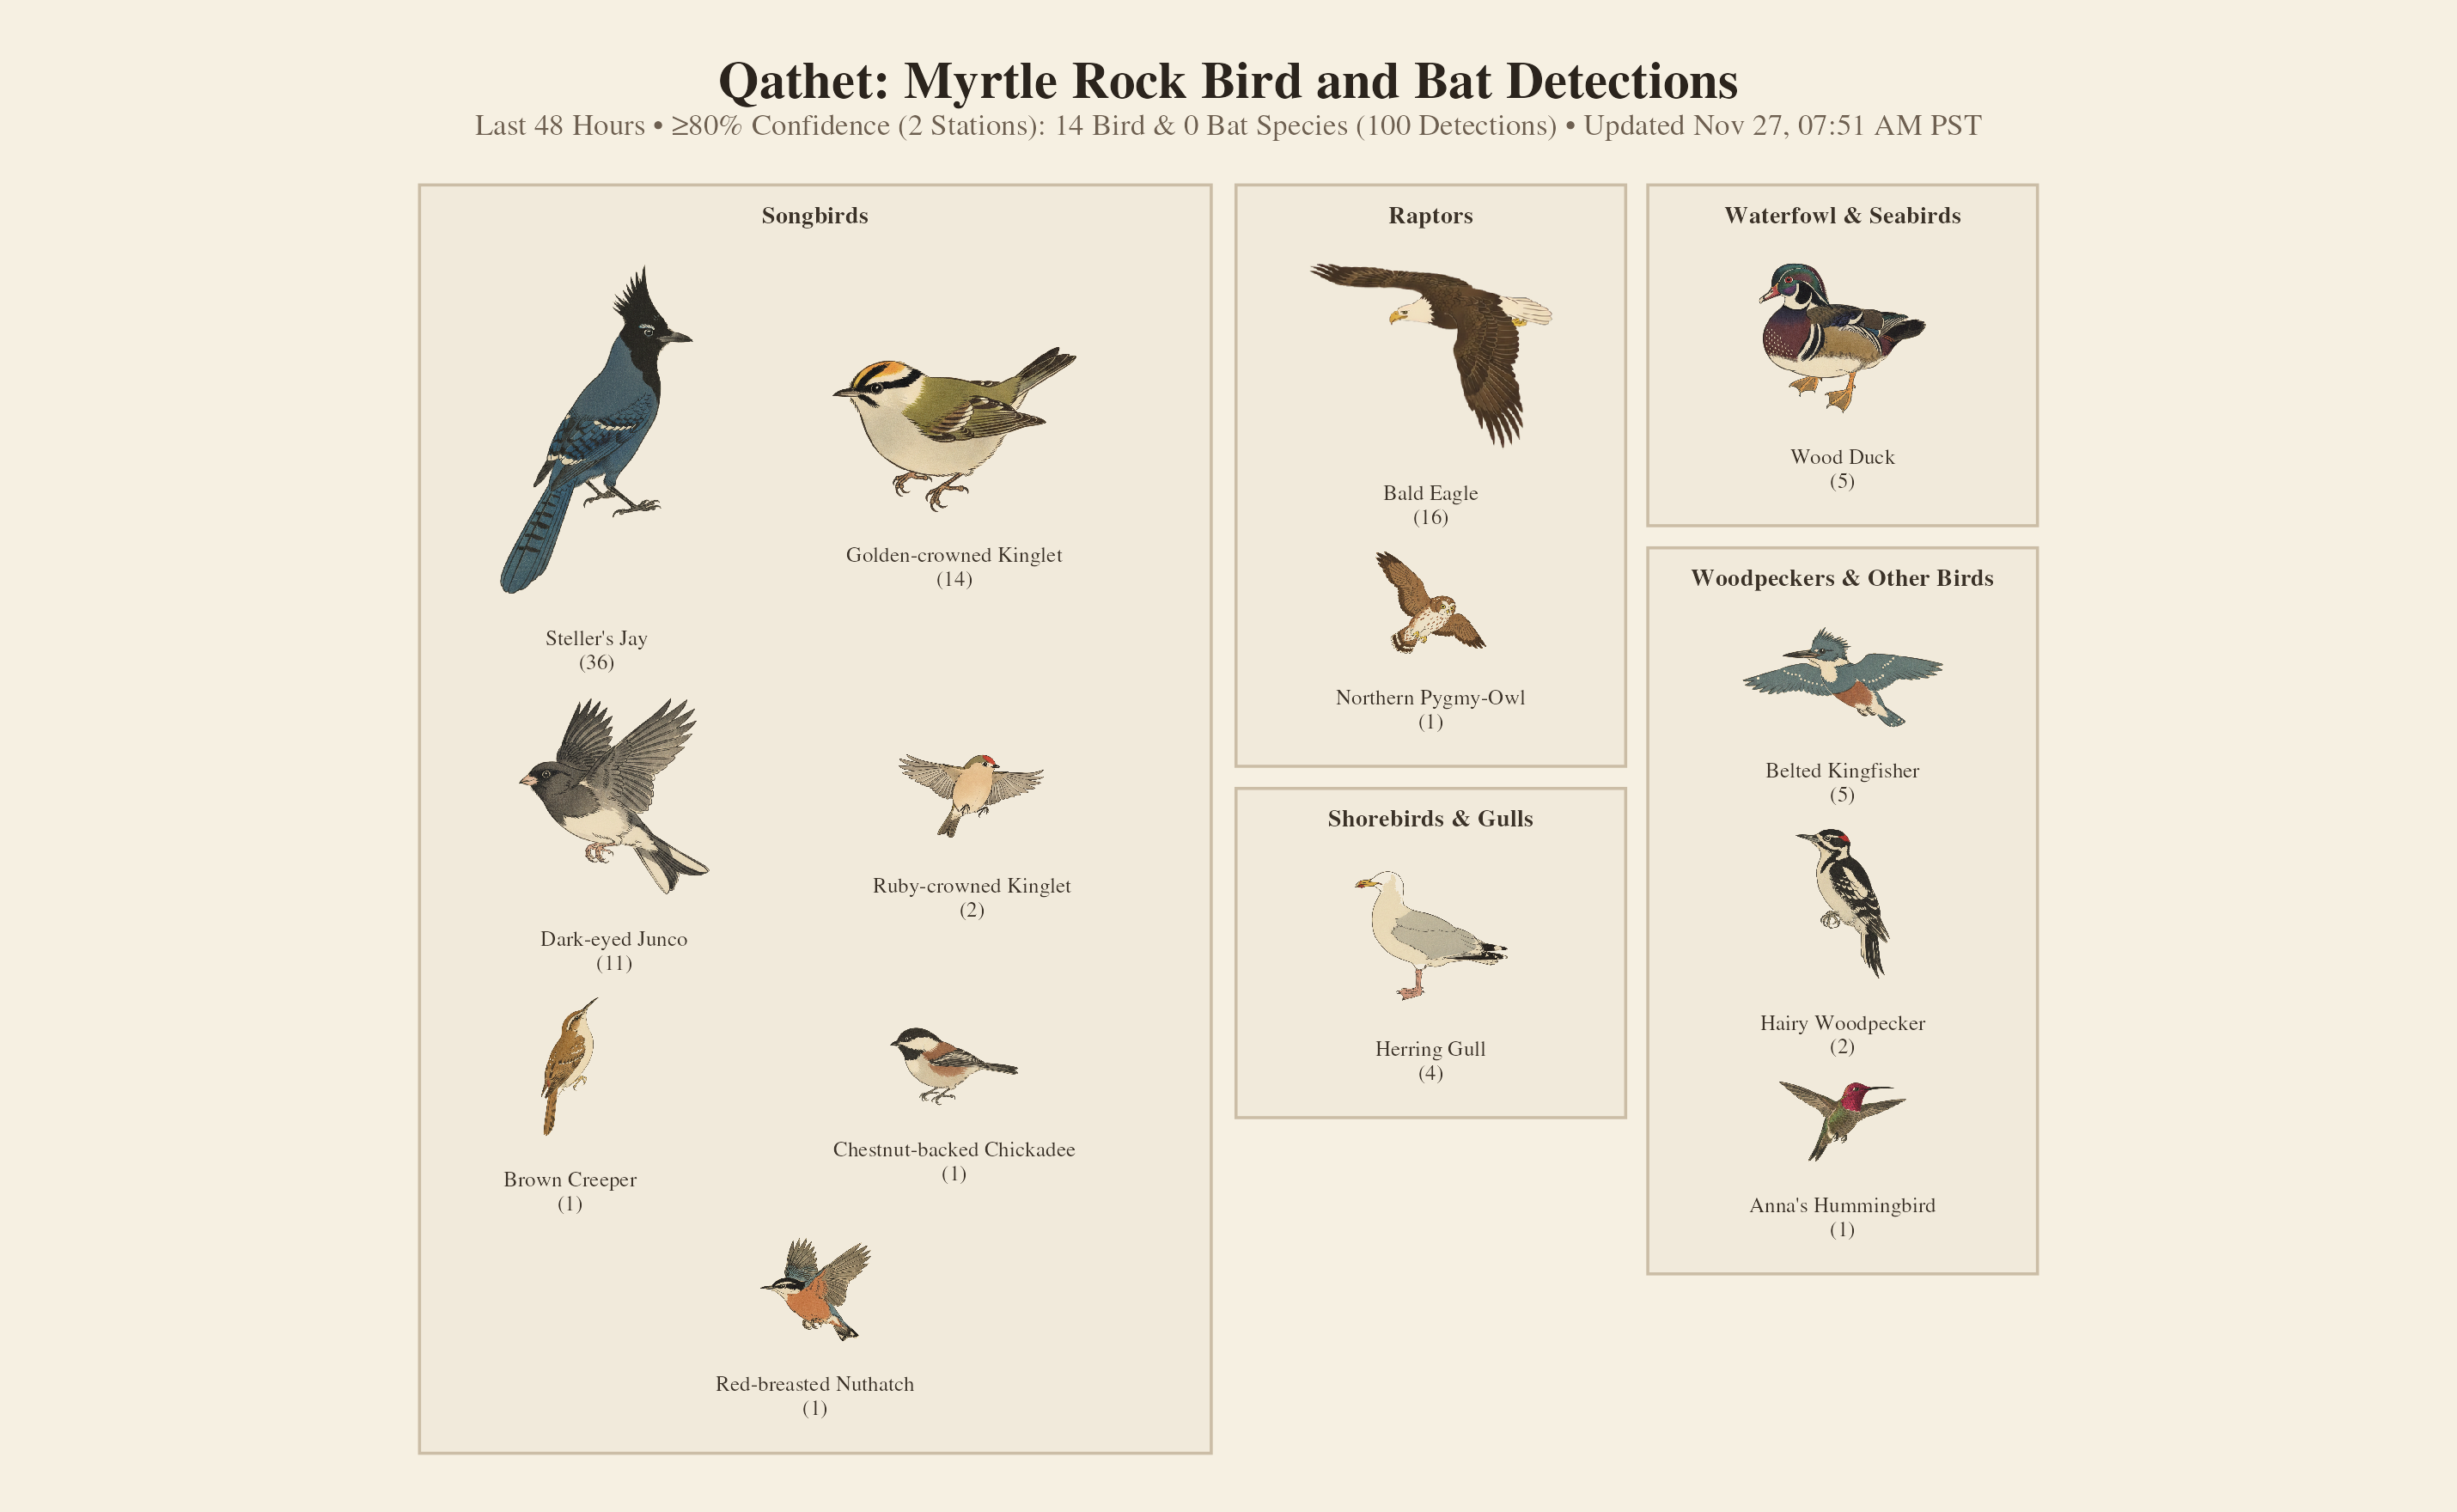 Qathet: Myrtle Rock Bird and Bat Detections
Last 48 Hours • ≥80% Confidence (2 Stations): 14 Bird & 0 Bat Species (100 Detections) • Updated Nov 27, 07:51 AM PST
Songbirds
Steller's Jay
(36)
Golden-crowned Kinglet
(14)
Dark-eyed Junco
(11)
Ruby-crowned Kinglet
(2)
Brown Creeper
(1)
Chestnut-backed Chickadee
(1)
Red-breasted Nuthatch
(1)
Raptors
Bald Eagle
(16)
Northern Pygmy-Owl
(1)
Shorebirds & Gulls
Herring Gull
(4)
Waterfowl & Seabirds
Wood Duck
(5)
Woodpeckers & Other Birds
Belted Kingfisher
(5)
Hairy Woodpecker
(2)
Anna's Hummingbird
(1)